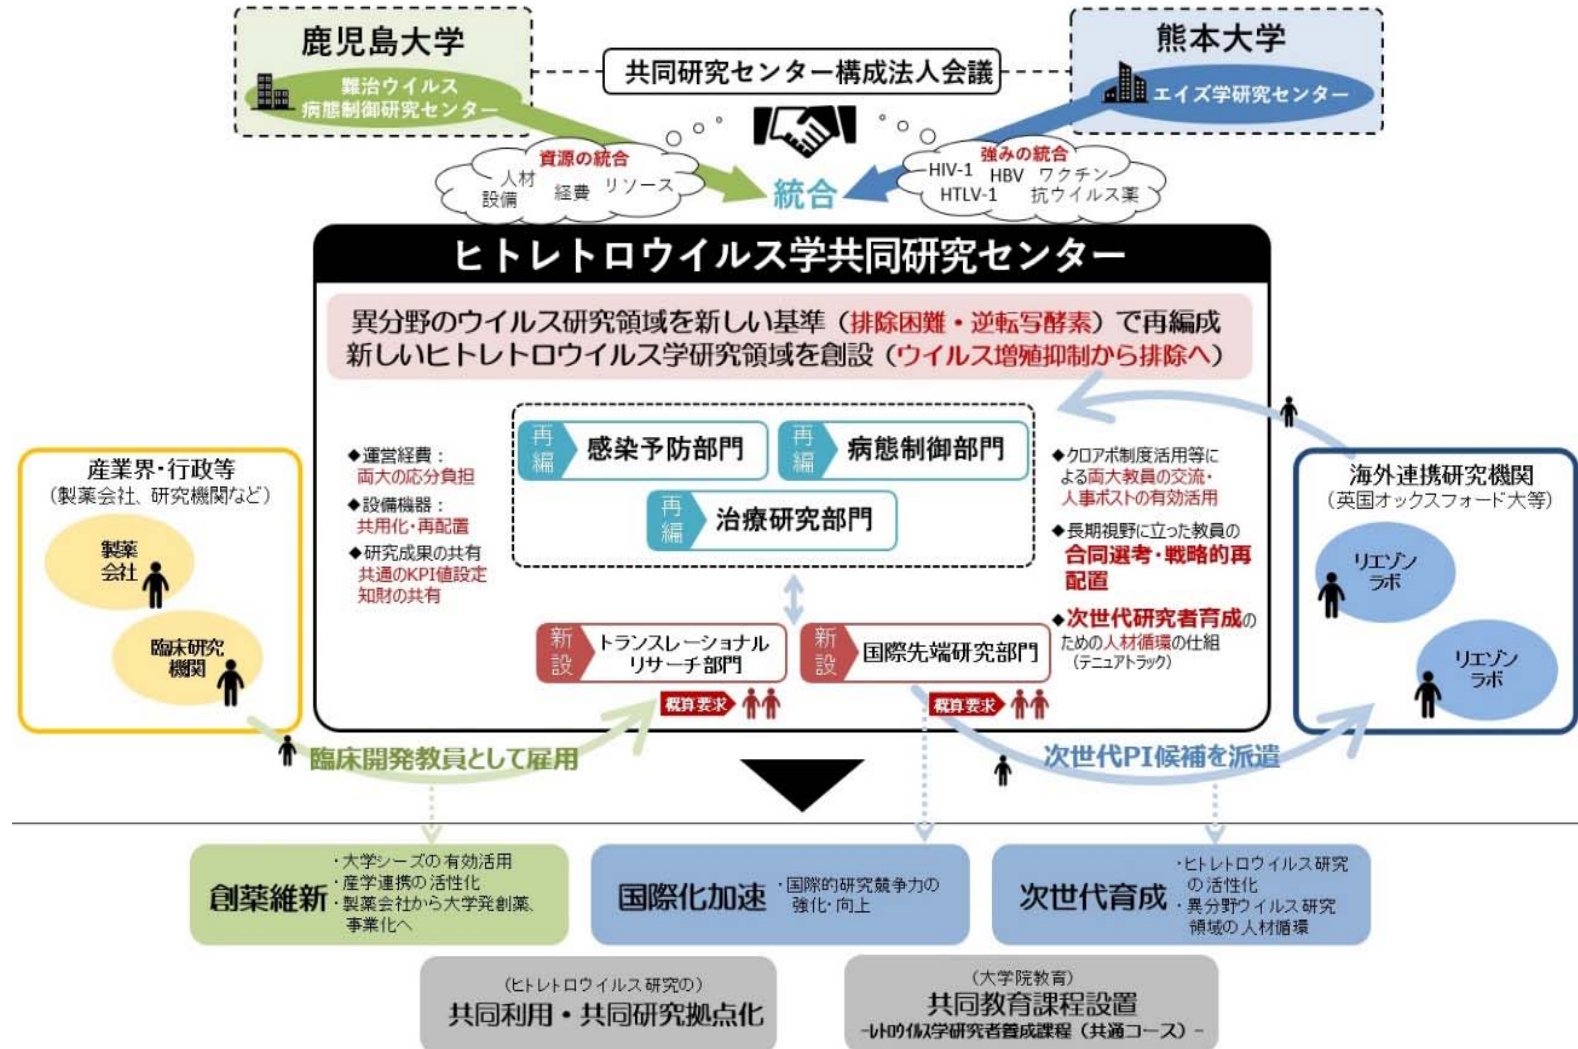 鹿児島大学
難治ウイルス
病態制御研究センター
共同研究センター構成法人会議
熊本大学
エイズ学研究センター
資源の統合
人材
設備
経費
リソース
統合
強みの統合
HIV-1
HBV
ワクチン
HTLV-1
抗ウイルス薬
ヒトレトロウイルス学共同研究センター
異分野のウイルス研究領域を新しい基準（排除困難・逆転写酵素）で再編成
新しいヒトレトロウイルス学研究領域を創設（ウイルス増殖抑制から排除へ）
再編
感染予防部門
再編
病態制御部門
再編
治療研究部門
◆運営経費：
両大の応分負担
◆設備機器：
共用化・再配置
◆研究成果の共有
共通のKPI値設定
知財の共有
◆クロアポ制度活用等に
よる両大教員の交流・
人事ポストの有効活用
◆長期視野に立った教員の
合同選考・戦略的再
配置
◆次世代研究者育成の
ための人材循環の仕組
（テニュアトラック）
新設
トランスレーショナル
リサーチ部門
新設
国際先端研究部門
概算要求
概算要求
産業界・行政等
（製薬会社、研究機関など）
製薬
会社
臨床研究
機関
海外連携研究機関
（英国オックスフォード大等）
リエゾン
ラボ
リエゾン
ラボ
臨床開発教員として雇用
次世代PI候補を派遣
創薬維新
・大学シーズの有効活用
・産学連携の活性化
・製薬会社から大学発創薬、
事業化へ
国際化加速
・国際的研究競争力の
強化・向上
次世代育成
・ヒトレトロウイルス研究
の活性化
・異分野ウイルス研究
領域の人材循環
（ヒトレトロウイルス研究の）
共同利用・共同研究拠点化
（大学院教育）
共同教育課程設置
-レトロウイルス学研究者養成課程（共通コース）-